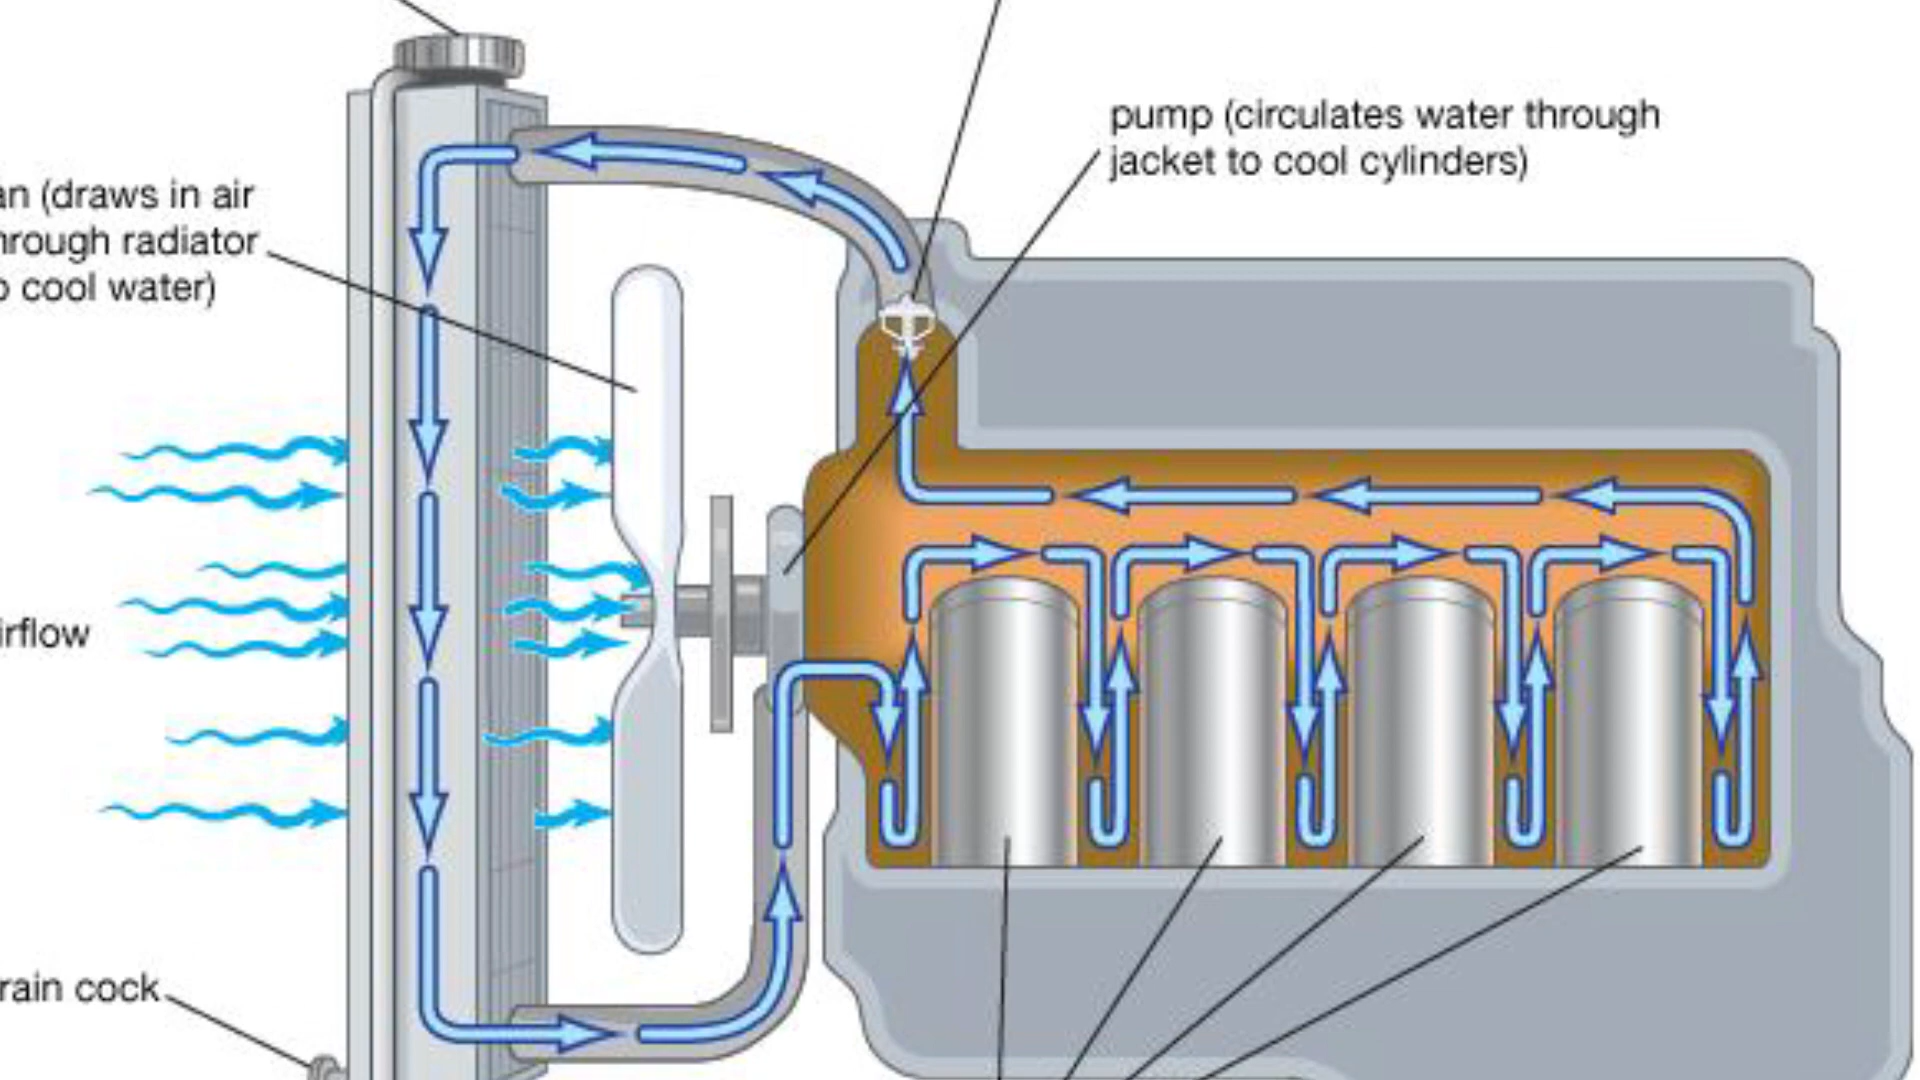 pump (circulates water through
jacket to cool cylinders)
an (draws in air
hrough radiator
o cool water)
irflow
rain cock